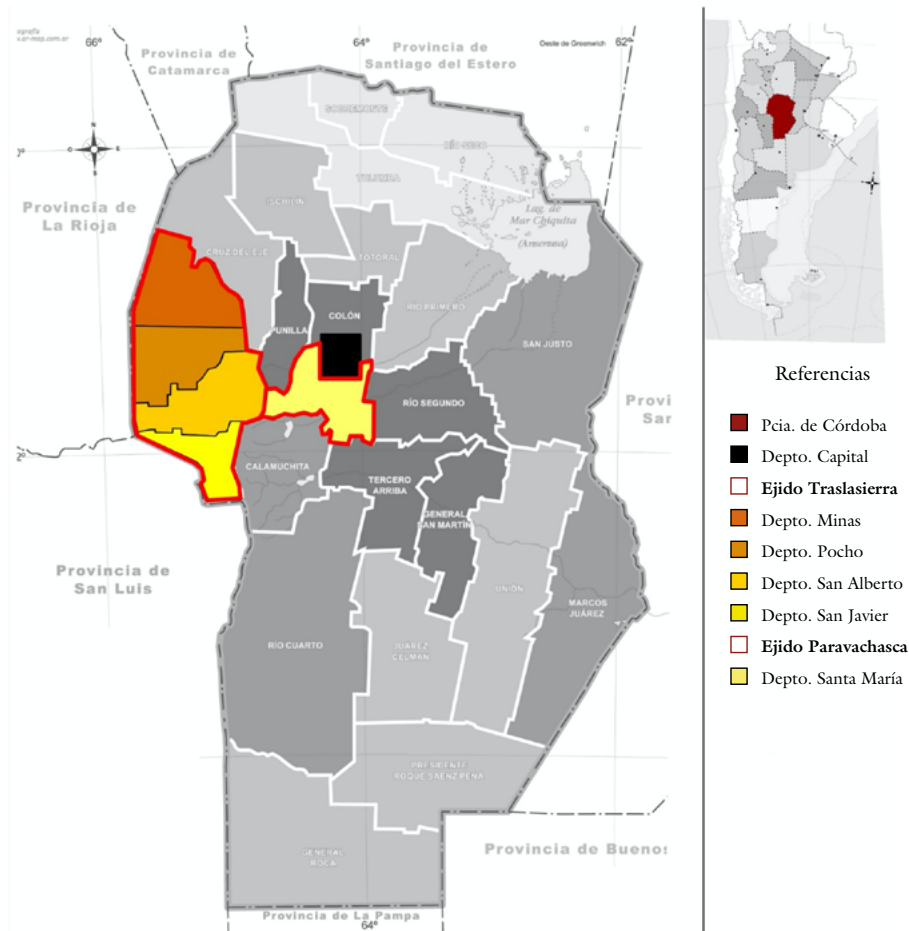 66°
64°
62°
Oeste de Greenwich
Provincia de
Catamarca
Provincia de
Santiago del Estero
N
E
S
O
SOBREMONTE
RÍO SECO
TULUMBA
ISCHILÍN
Lag. de
Mar Chiquita
(Ansenuza)
Provincia de
La Rioja
CRUZ DEL EJE
TOTORAL
RÍO PRIMERO
COLÓN
PUNILLA
SAN JUSTO
RÍO SEGUNDO
CALAMUCHITA
TERCERO
ARRIBA
GENERAL
SAN MARTÍN
Provincia de
San Luis
UNIÓN
MARCOS
JUÁREZ
RÍO CUARTO
JUÁREZ
CELMAN
PRESIDENTE
ROQUE SAENZ PEÑA
GENERAL
ROCA
Provincia de Buenos
Provincia de La Pampa
64°
Referencias
Pcia. de Córdoba
Depto. Capital
Ejido Traslasierra
Depto. Minas
Depto. Pocho
Depto. San Alberto
Depto. San Javier
Ejido Paravachasca
Depto. Santa María